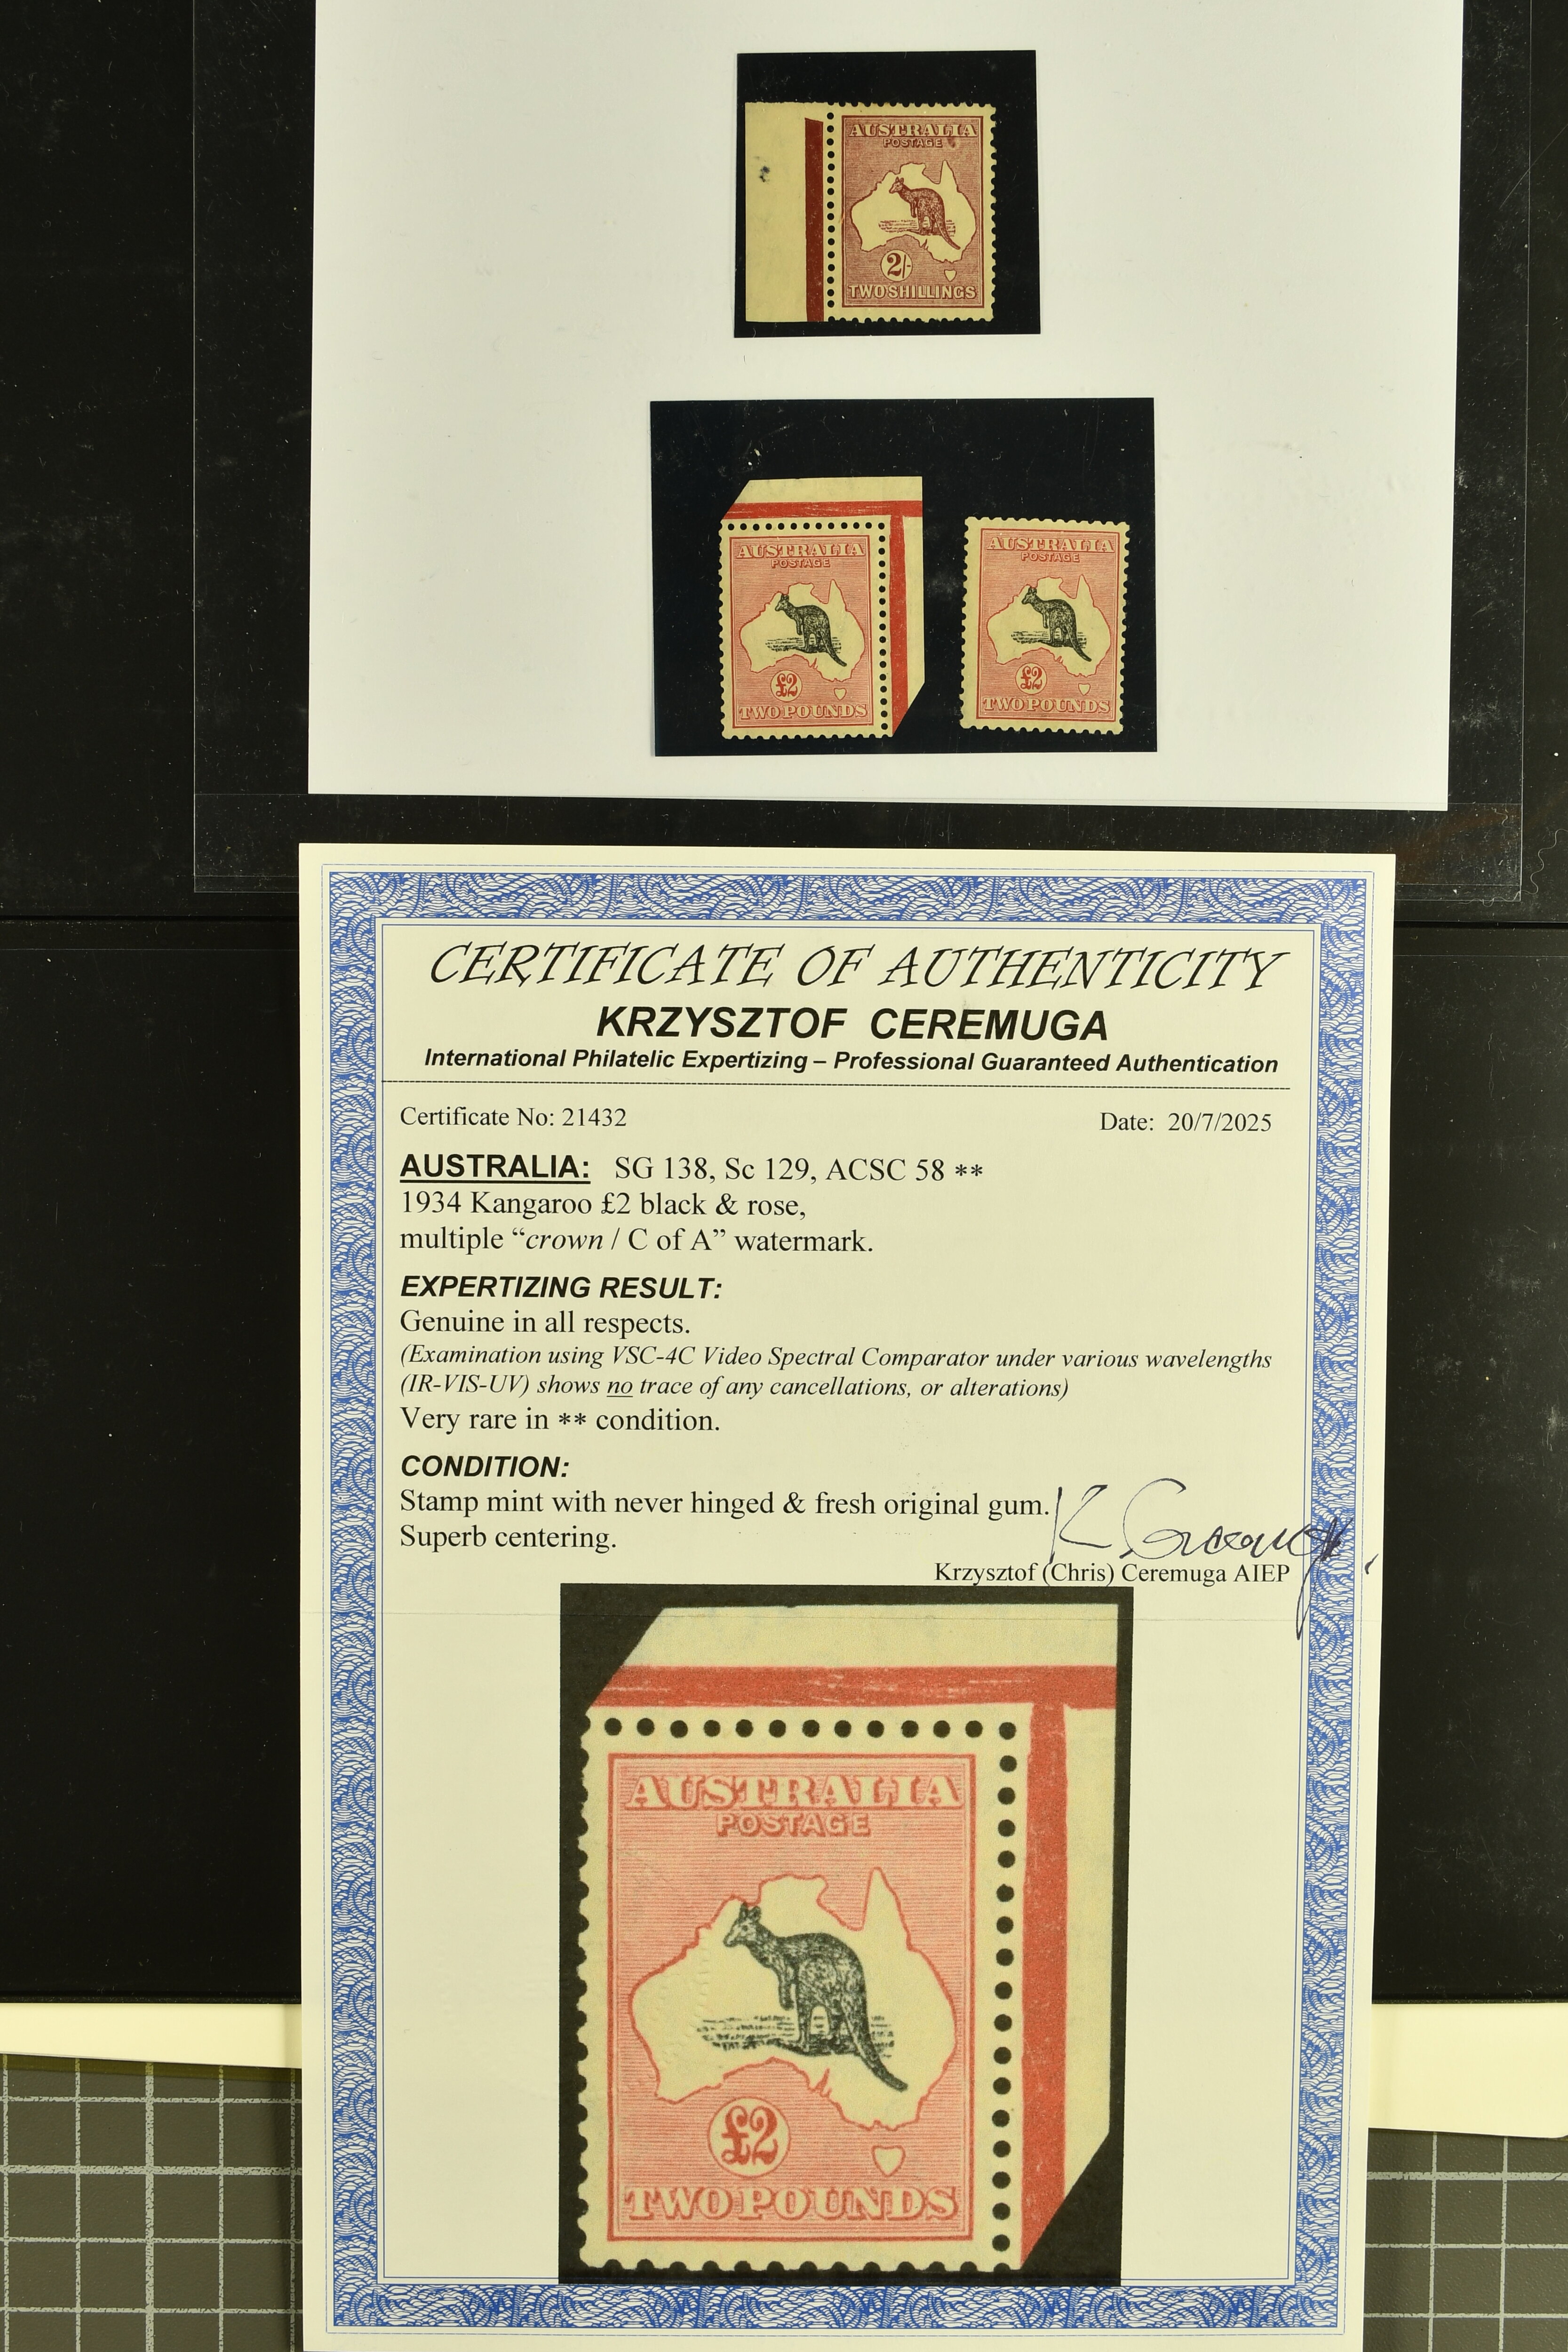 AUSTRALIA
POSTAGE
2/-
TWO SHILLINGS
AUSTRALIA
POSTAGE
£2
TWO POUNDS
AUSTRALIA
POSTAGE
£2
TWO POUNDS
CERTIFICATE OF AUTHENTICITY
KRZYSZTOF CEREMUGA
International Philatelic Expertizing – Professional Guaranteed Authentication
Certificate No: 21432 Date: 20/7/2025
AUSTRALIA: SG 138, Sc 129, ACSC 58 **
1934 Kangaroo £2 black & rose,
multiple “crown / C of A” watermark.
EXPERTIZING RESULT:
Genuine in all respects.
(Examination using VSC-4C Video Spectral Comparator under various wavelengths
(IR-VIS-UV) shows no trace of any cancellations, or alterations)
Very rare in ** condition.
CONDITION:
Stamp mint with never hinged & fresh original gum.
Superb centering.
K. Ceremuga
Krzysztof (Chris) Ceremuga AIEP
AUSTRALIA
POSTAGE
£2
TWO POUNDS